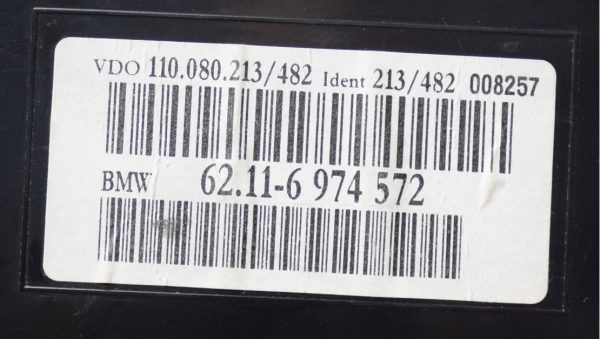 VDO 110.080.213/482 Ident 213/482 008257
BMW 62.11-6 974 572